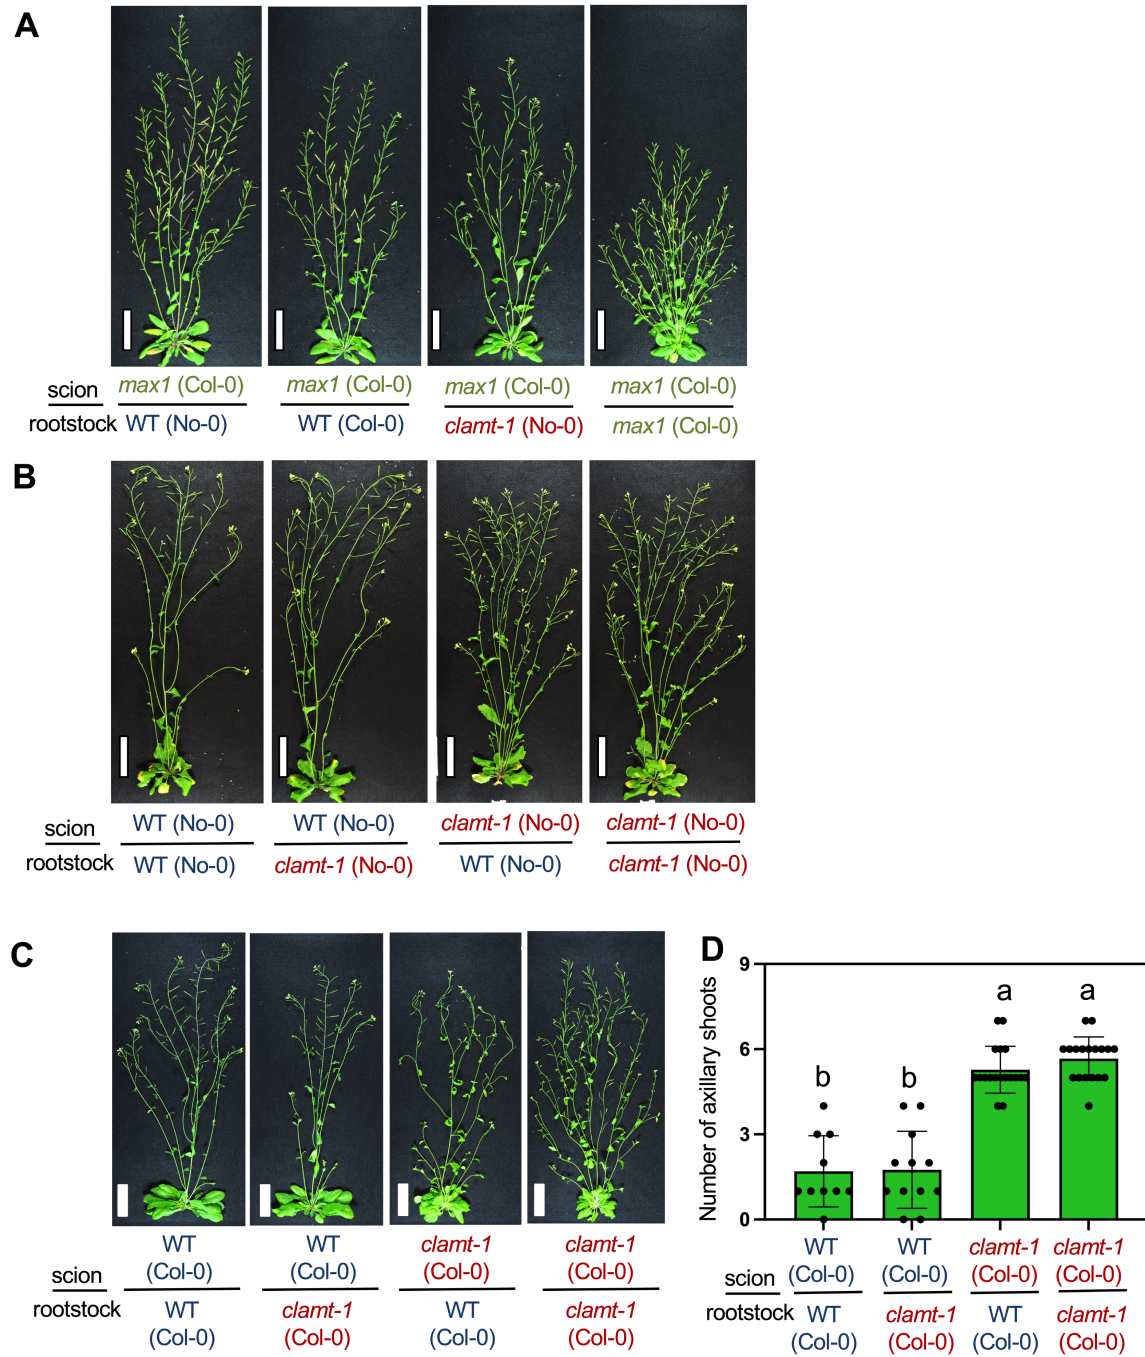 A
scion
max1 (Col-0)
max1 (Col-0)
max1 (Col-0)
max1 (Col-0)
rootstock
WT (No-0)
WT (Col-0)
clamt-1 (No-0)
max1 (Col-0)
B
scion
WT (No-0)
WT (No-0)
clamt-1 (No-0)
clamt-1 (No-0)
rootstock
WT (No-0)
clamt-1 (No-0)
WT (No-0)
clamt-1 (No-0)
C
scion
WT
(Col-0)
WT
(Col-0)
clamt-1
(Col-0)
clamt-1
(Col-0)
rootstock
WT
(Col-0)
clamt-1
(Col-0)
WT
(Col-0)
clamt-1
(Col-0)
D
Number of axillary shoots
9
6
3
0
b
b
a
a
scion
WT
(Col-0)
WT
(Col-0)
clamt-1
(Col-0)
clamt-1
(Col-0)
rootstock
WT
(Col-0)
clamt-1
(Col-0)
WT
(Col-0)
clamt-1
(Col-0)